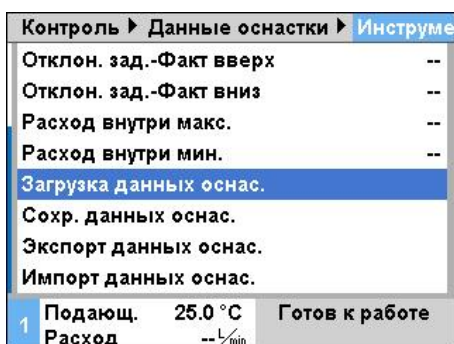 Контроль ▶ Данные оснастки ▶ Инструме
Отклон. зад.-Факт вверх --
Отклон. зад.-Факт вниз --
Расход внутри макс. --
Расход внутри мин. --
Загрузка данных оснас.
Сохр. данных оснас.
Экспорт данных оснас.
Импорт данных оснас.
1 Подающ. 25.0 °C Готов к работе
Расход -- L/min